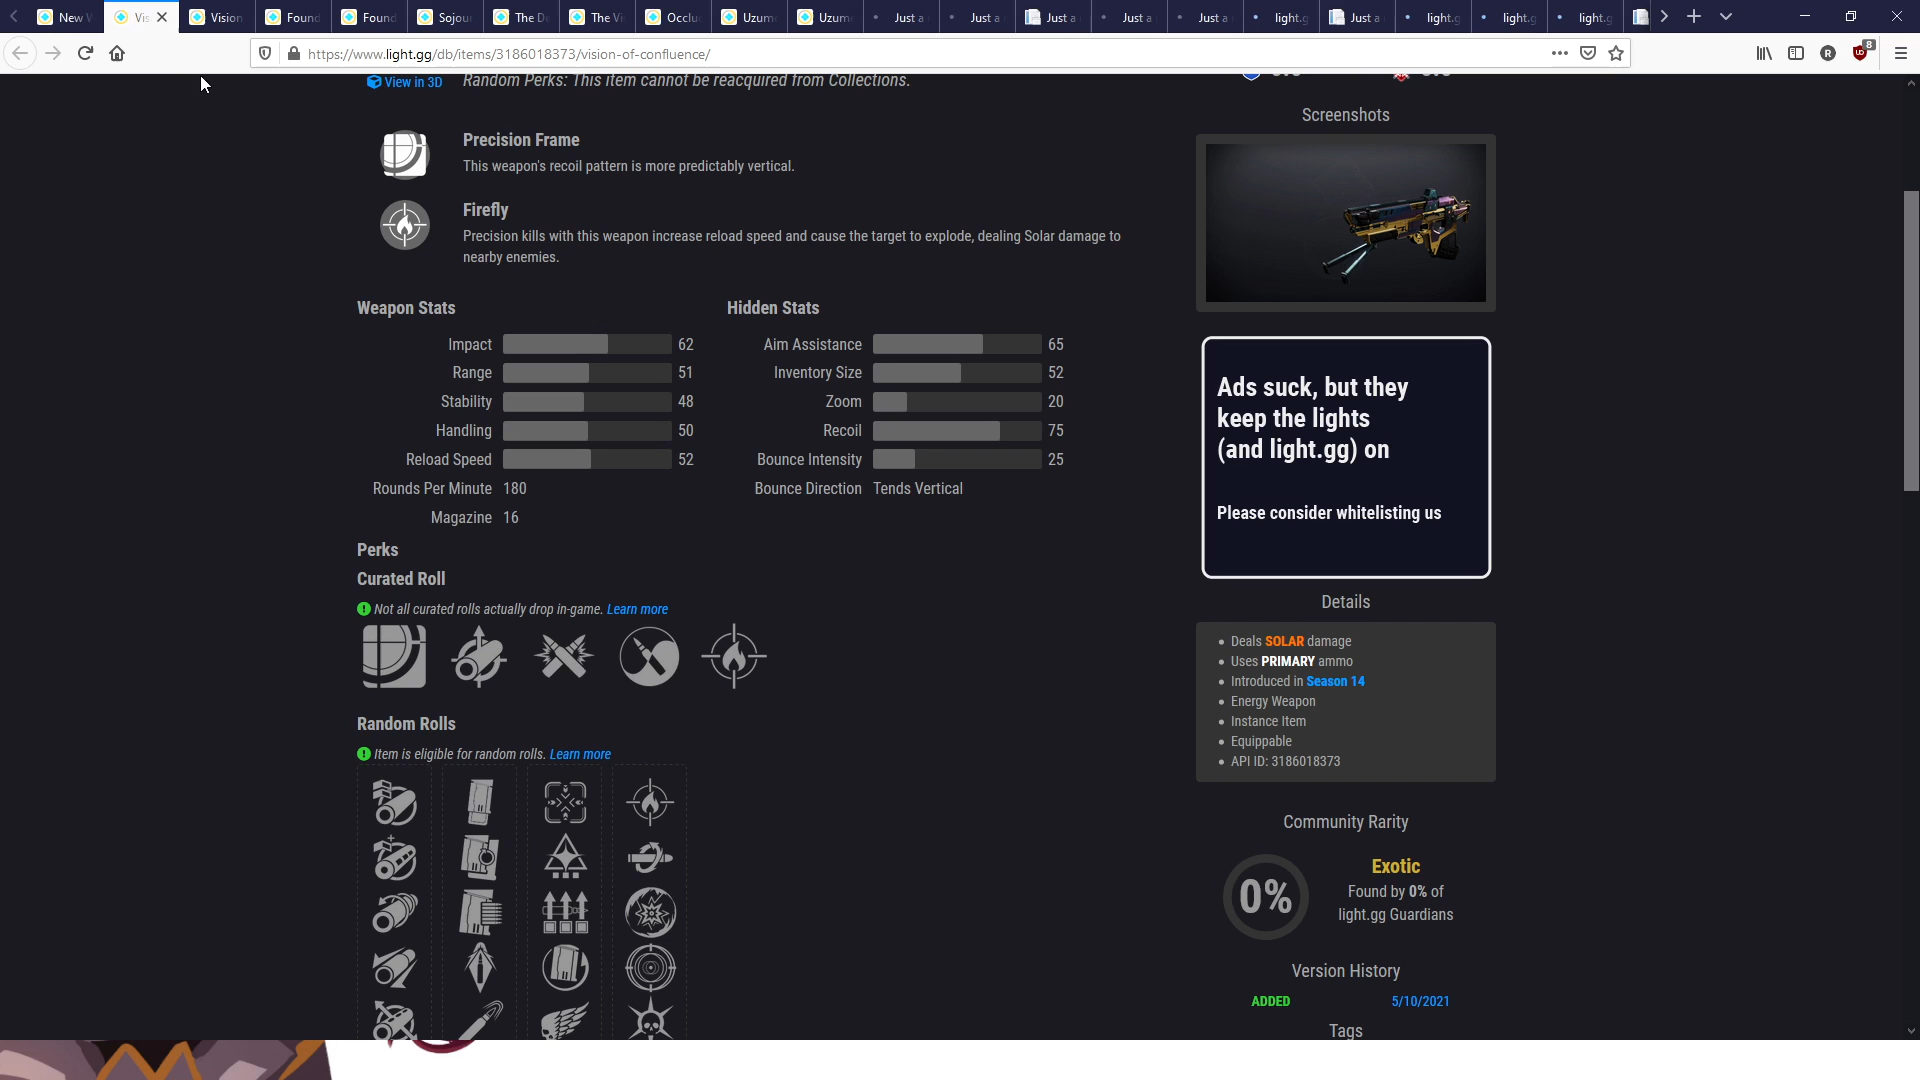 New
Vis
Vision
Found
Found
Sojou
The D
The Vi
Occlu
Uzum
Uzum
Just a
Just a
Just a
Just a
Just a
light.g
Just a
light.g
light.g
light.g
https://www.light.gg/db/items/3186018373/vision-of-confluence/
8
View in 3D
Random Perks: This item cannot be reacquired from Collections.
Precision Frame
This weapon's recoil pattern is more predictably vertical.
Firefly
Precision kills with this weapon increase reload speed and cause the target to explode, dealing Solar damage to
nearby enemies.
Weapon Stats
Impact 62
Range 51
Stability 48
Handling 50
Reload Speed 52
Rounds Per Minute 180
Magazine 16
Hidden Stats
Aim Assistance 65
Inventory Size 52
Zoom 20
Recoil 75
Bounce Intensity 25
Bounce Direction Tends Vertical
Perks
Curated Roll
Not all curated rolls actually drop in-game. Learn more
Random Rolls
Item is eligible for random rolls. Learn more
Screenshots
Ads suck, but they
keep the lights
(and light.gg) on
Please consider whitelisting us
Details
Deals SOLAR damage
Uses PRIMARY ammo
Introduced in Season 14
Energy Weapon
Instance Item
Equippable
API ID: 3186018373
Community Rarity
0%
Exotic
Found by 0% of
light.gg Guardians
Version History
ADDED 5/10/2021
Tags